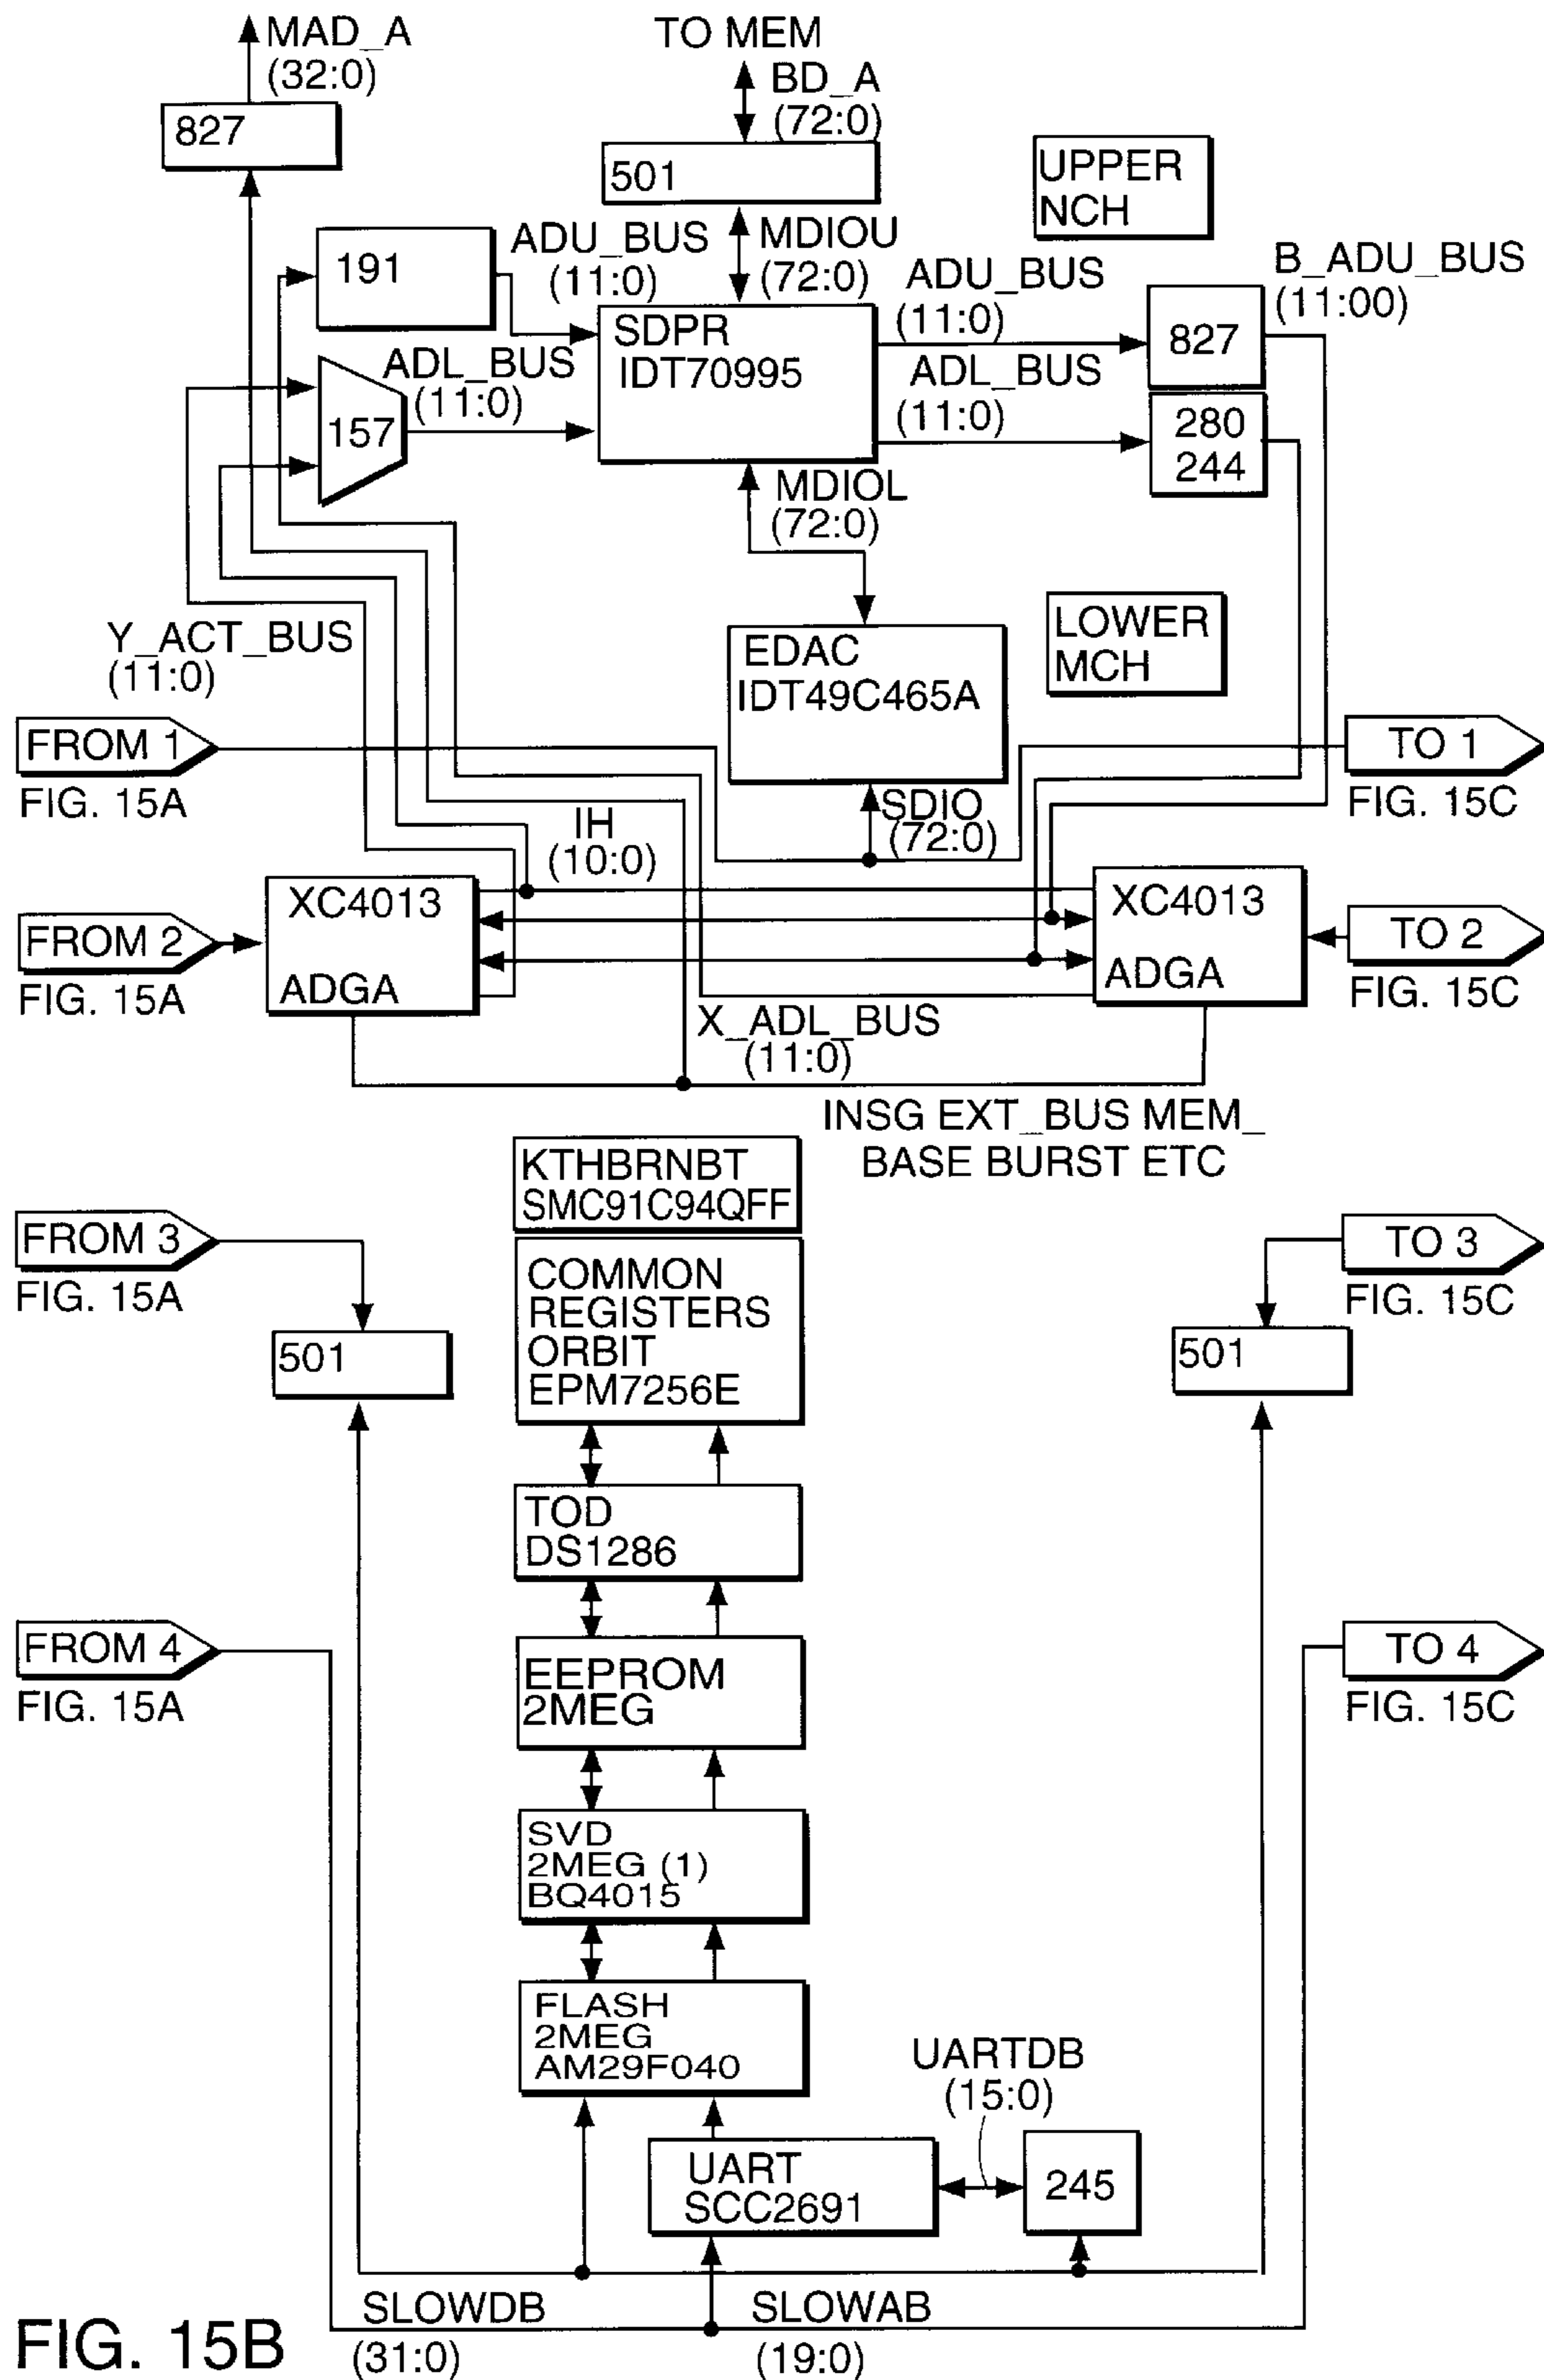 MAD_A
(32:0)
TO MEM
BD_A
(72:0)
827
501
UPPER
NCH
191
ADU_BUS
(11:0)
MDIOU
(72:0)
ADU_BUS
(11:0)
B_ADU_BUS
(11:00)
SDPR
IDT70995
827
ADL_BUS
(11:0)
157
ADL_BUS
(11:0)
280
244
MDIOL
(72:0)
Y_ACT_BUS
(11:0)
EDAC
IDT49C465A
LOWER
MCH
FROM 1
FIG. 15A
TO 1
FIG. 15C
SDIO
(72:0)
IH
(10:0)
XC4013
ADGA
XC4013
ADGA
FROM 2
FIG. 15A
TO 2
FIG. 15C
X_ADL_BUS
(11:0)
INSG EXT_BUS MEM_
BASE BURST ETC
KTHBRNBT
SMC91C94QFF
FROM 3
FIG. 15A
TO 3
FIG. 15C
COMMON
REGISTERS
ORBIT
EPM7256E
501
501
TOD
DS1286
FROM 4
FIG. 15A
TO 4
FIG. 15C
EEPROM
2MEG
SVD
2MEG (1)
BQ4015
FLASH
2MEG
AM29F040
UARTDB
(15:0)
UART
SCC2691
245
SLOWDB
(31:0)
SLOWAB
(19:0)
FIG. 15B